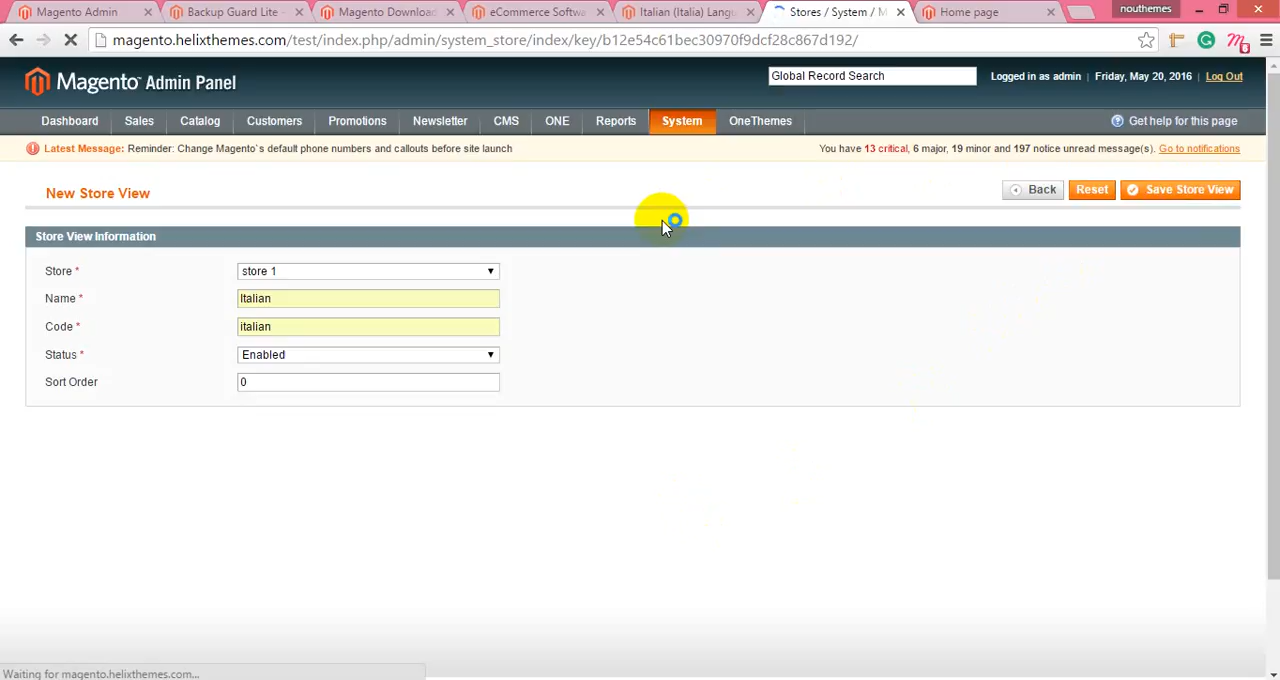 Magento Admin
Backup Guard Lite -
Magento Download
eCommerce Softwa
Italian (Italia) Langu
Stores / System / M
Home page
nouthemes
magento.helixthemes.com/test/index.php/admin/system_store/index/key/b12e54c61bec30970f9dcf28c867d192/
Magento Admin Panel
Global Record Search
Logged in as admin | Friday, May 20, 2016 | Log Out
Dashboard Sales Catalog Customers Promotions Newsletter CMS ONE Reports System OneThemes Get help for this page
Latest Message: Reminder: Change Magento`s default phone numbers and callouts before site launch
You have 13 critical, 6 major, 19 minor and 197 notice unread message(s). Go to notifications
New Store View
Back Reset Save Store View
Store View Information
Store * store 1
Name * Italian
Code * italian
Status * Enabled
Sort Order 0
Waiting for magento.helixthemes.com...